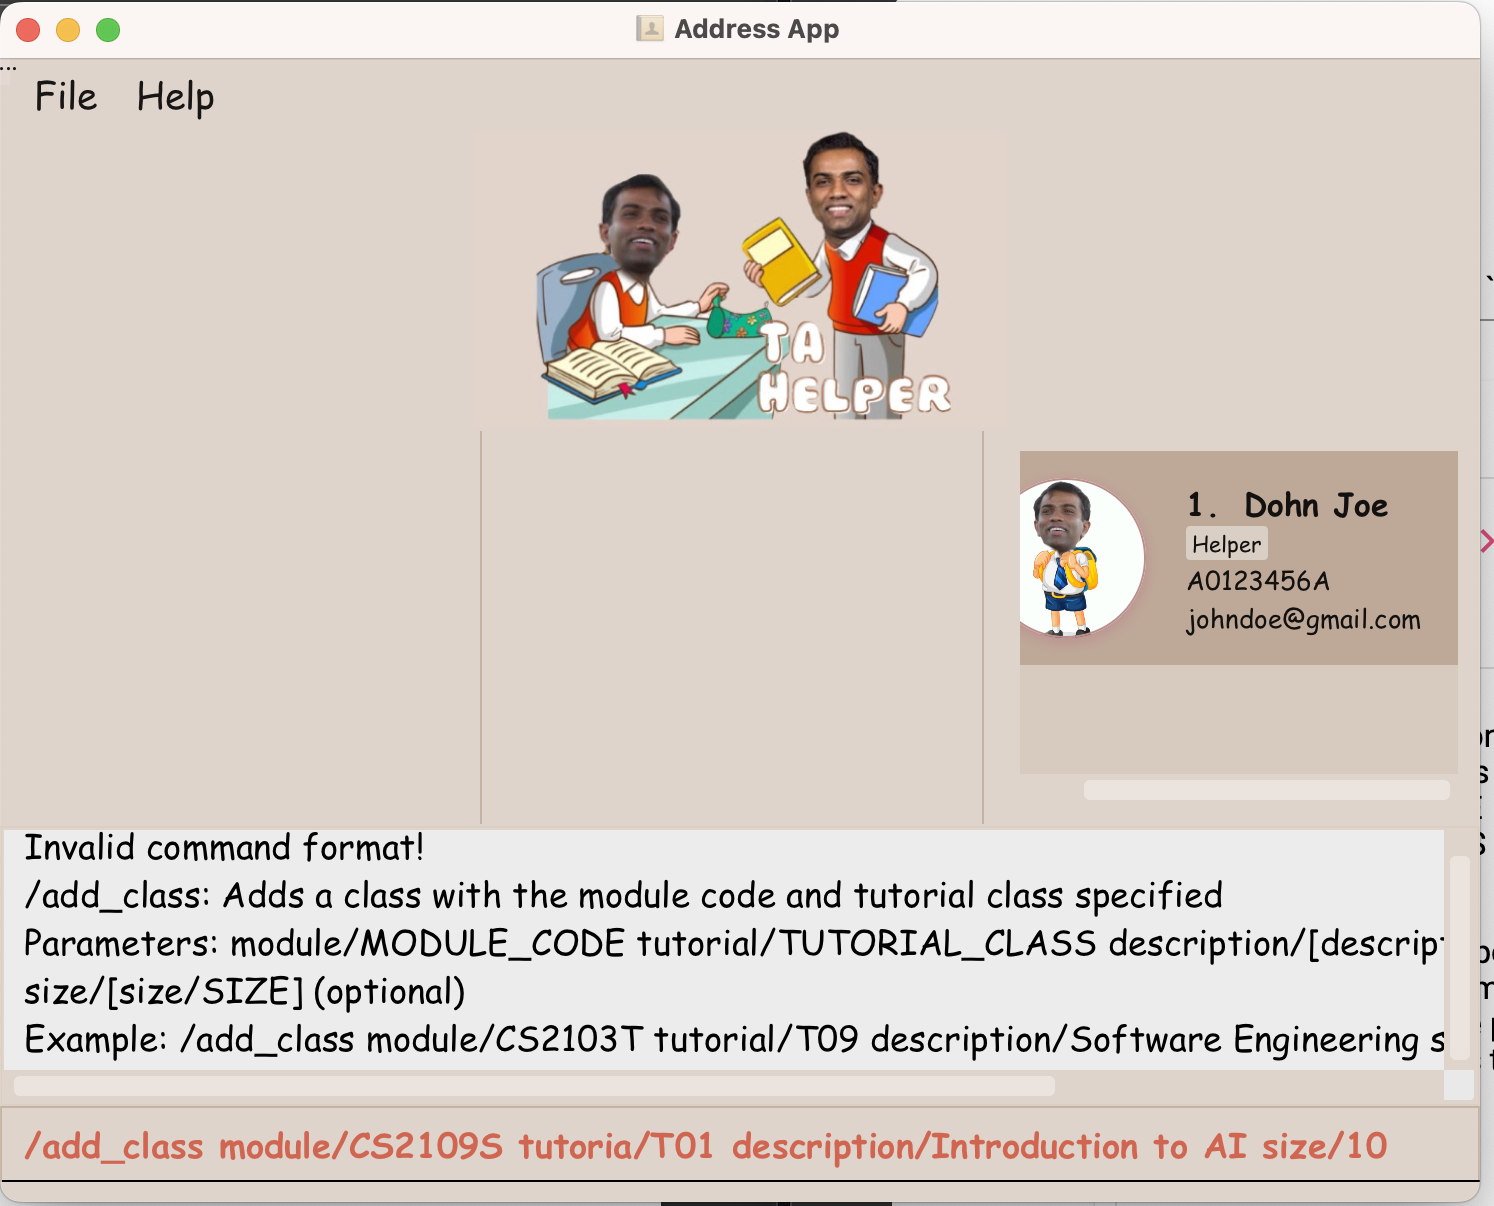 Address App
File Help
TA
HELPER
1. Dohn Joe
Helper
A0123456A
johndoe@gmail.com
Invalid command format!
/add_class: Adds a class with the module code and tutorial class specified
Parameters: module/MODULE_CODE tutorial/TUTORIAL_CLASS description/[descript
size/[size/SIZE] (optional)
Example: /add_class module/CS2103T tutorial/T09 description/Software Engineering s
/add_class module/CS2109S tutoria/T01 description/Introduction to AI size/10